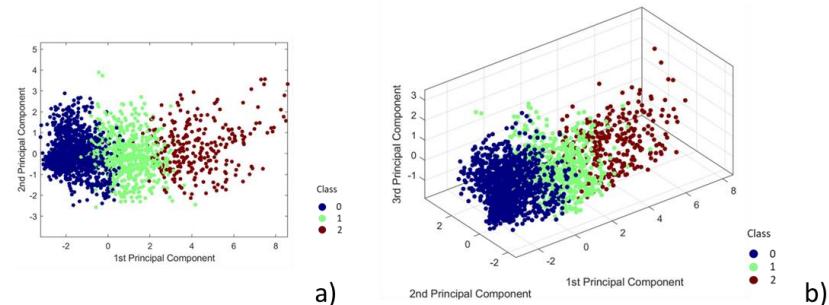 5
4
3
2
1
0
-1
-2
-3
2nd Principal Component
-2 0 2 4 6 8
1st Principal Component
Class
0
1
2
a)
3
2
1
0
-1
3rd Principal Component
2
0
-2
2nd Principal Component
-2 0 2 4 6 8
1st Principal Component
Class
0
1
2
b)